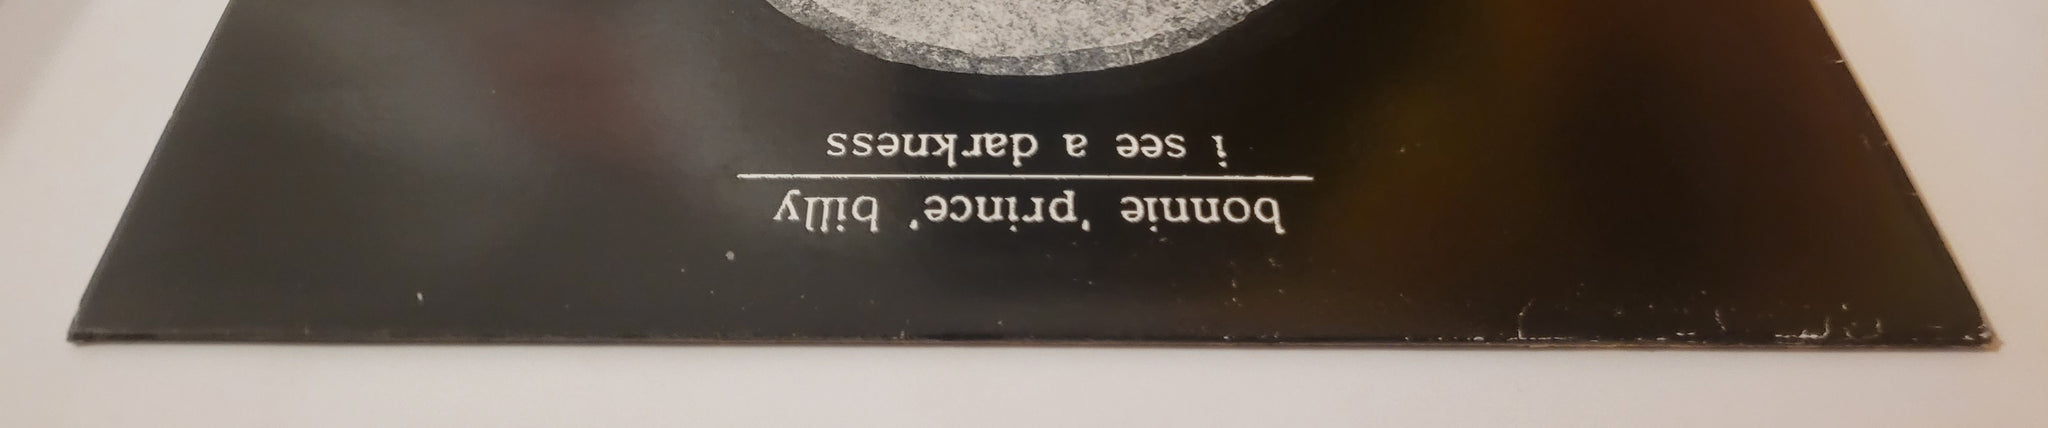 bonnie 'prince' billy
i see a darkness